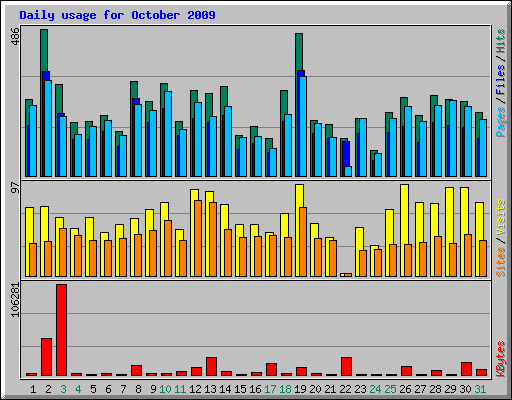 Daily usage for October 2009
486
Pages / Files / Hits
97
Sites / Visits
106281
KBytes
1 2 3 4 5 6 7 8 9 10 11 12 13 14 15 16 17 18 19 20 21 22 23 24 25 26 27 28 29 30 31